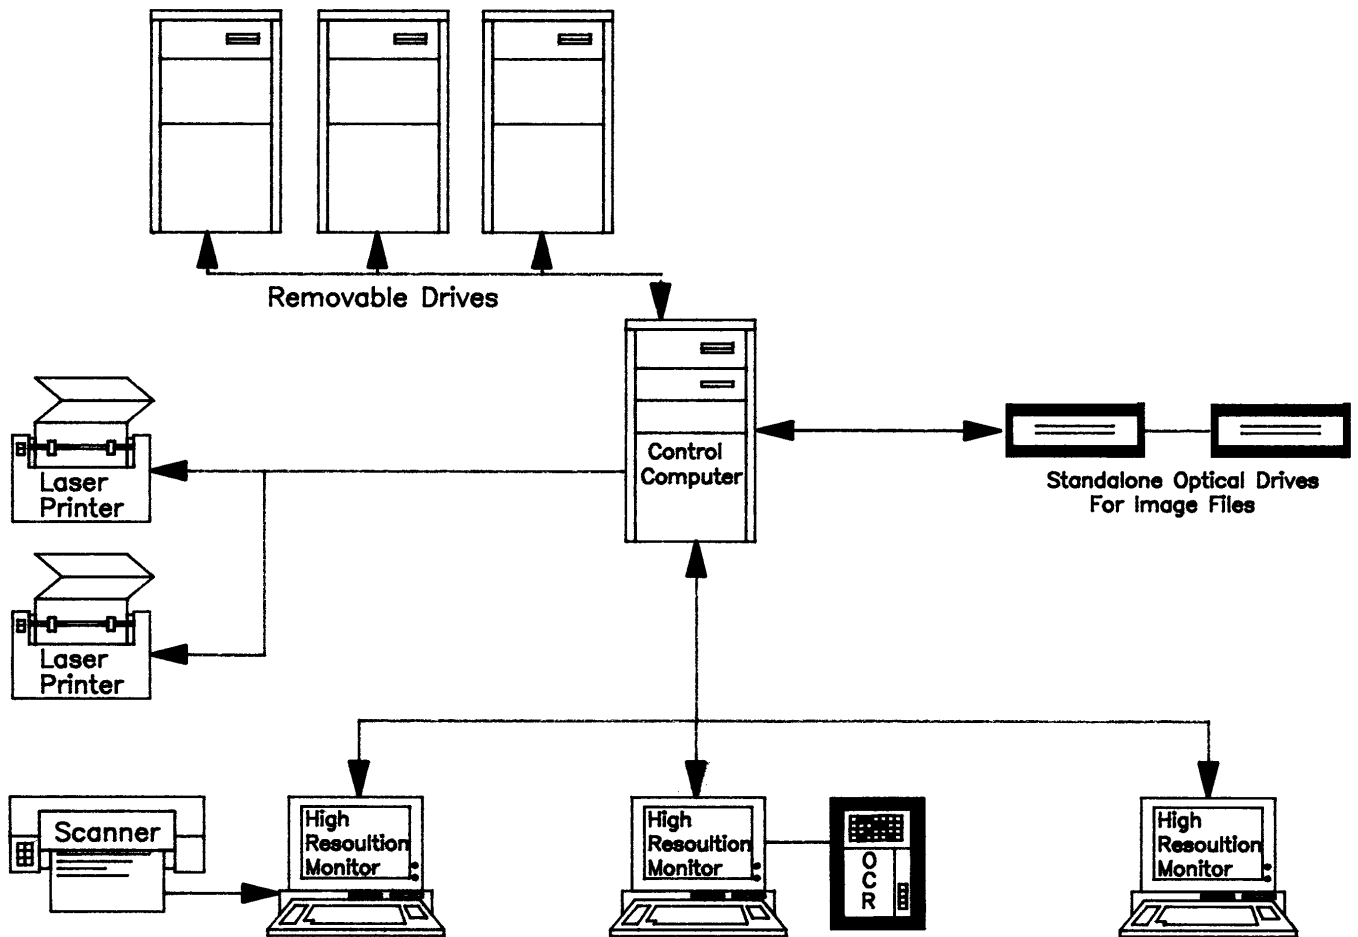 Removable Drives
Control
Computer
Standalone Optical Drives
For Image Files
Laser
Printer
Laser
Printer
Scanner
High
Resoultion
Monitor
High
Resoultion
Monitor
OCR
High
Resoultion
Monitor